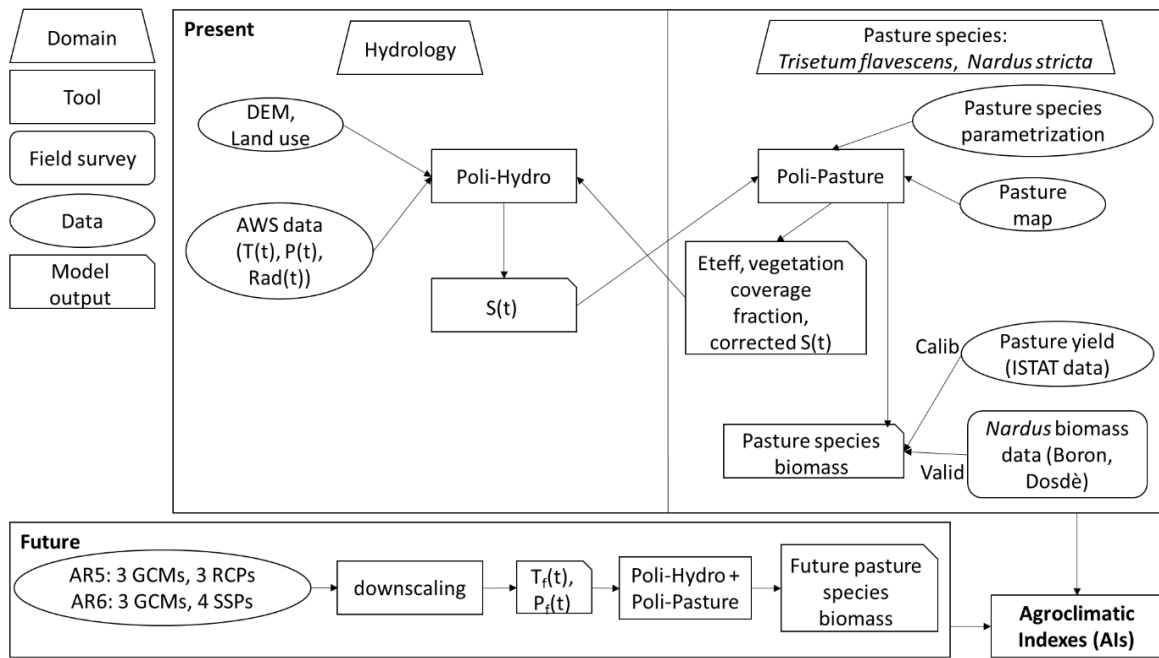 Domain
Tool
Field survey
Data
Model
output
Present
Hydrology
DEM,
Land use
AWS data
(T(t), P(t),
Rad(t))
Poli-Hydro
S(t)
Pasture species:
Trisetum flavescens, Nardus stricta
Pasture species
parametrization
Poli-Pasture
Pasture
map
Eteff, vegetation
coverage
fraction,
corrected S(t)
Calib
Pasture yield
(ISTAT data)
Pasture species
biomass
Valid
Nardus biomass
data (Boron,
Dosdè)
Future
AR5: 3 GCMs, 3 RCPs
AR6: 3 GCMs, 4 SSPs
downscaling
T_f(t),
P_f(t)
Poli-Hydro +
Poli-Pasture
Future pasture
species
biomass
Agroclimatic
Indexes (AIs)